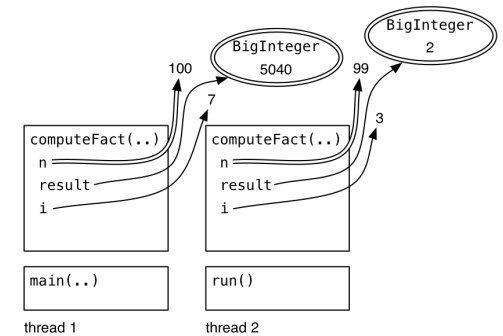 BigInteger
2
BigInteger
5040
100
99
7
3
computeFact(..)
n
result
i
computeFact(..)
n
result
i
main(..)
run()
thread 1
thread 2